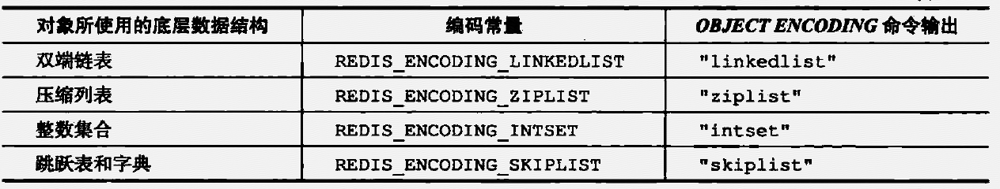 对象所使用的底层数据结构 编码常量 OBJECT ENCODING 命令输出
双端链表 REDIS_ENCODING_LINKEDLIST "linkedlist"
压缩列表 REDIS_ENCODING_ZIPLIST "ziplist"
整数集合 REDIS_ENCODING_INTSET "intset"
跳跃表和字典 REDIS_ENCODING_SKIPLIST "skiplist"